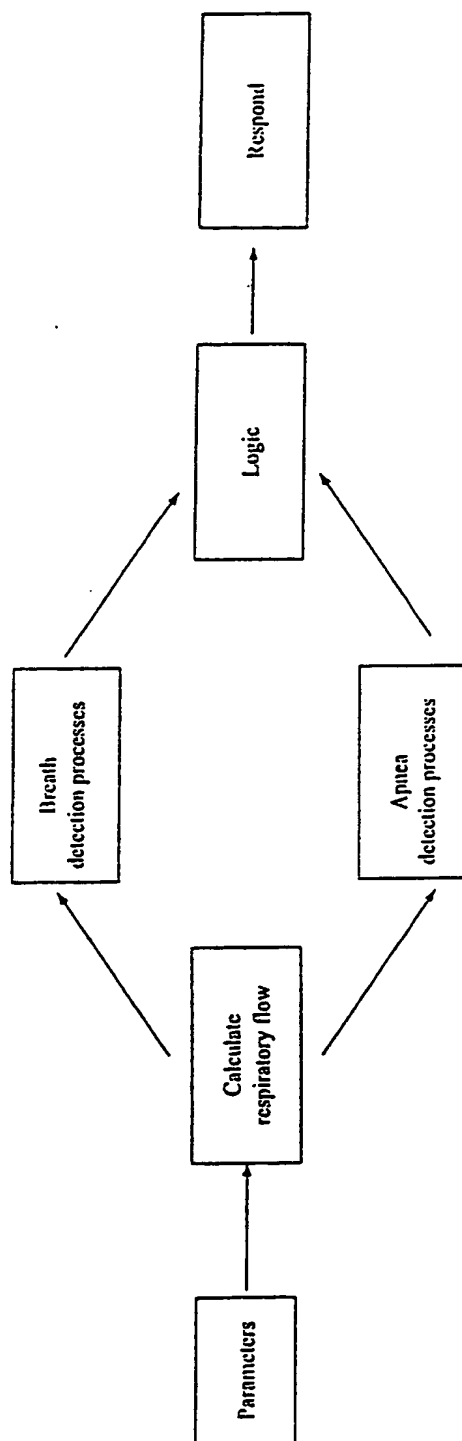 Parameters
Calculate
respiratory flow
Breath
detection processes
Apnea
detection processes
Logic
Respond